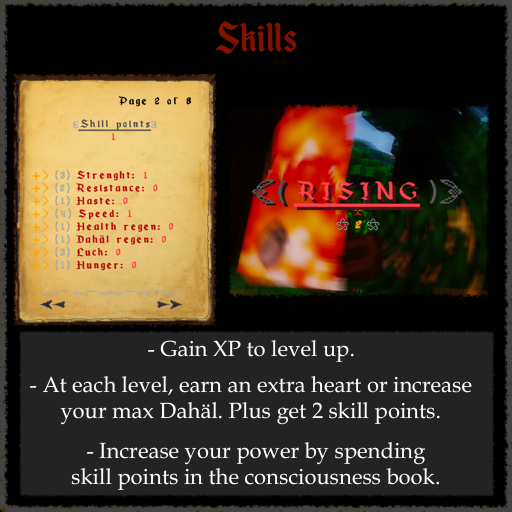 Skills
Page 2 of 8
Skill points
1
+> (3) Strenght: 1
+> (2) Resistance: 0
+> (1) Haste: 0
+> (4) Speed: 1
+> (1) Health regen: 0
+> (1) Dahäl regen: 0
+> (3) Luck: 0
+> (1) Hunger: 0
RISING
2
- Gain XP to level up.
- At each level, earn an extra heart or increase
your max Dahäl. Plus get 2 skill points.
- Increase your power by spending
skill points in the consciousness book.